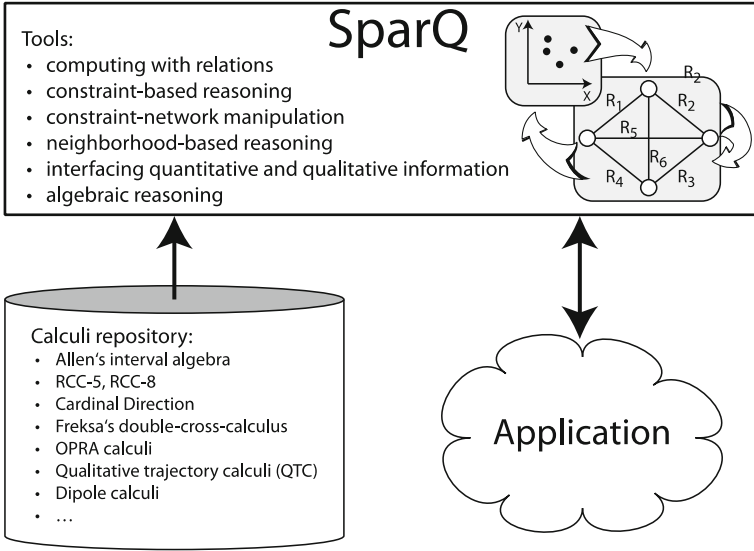 SparQ
Tools:
• computing with relations
• constraint-based reasoning
• constraint-network manipulation
• neighborhood-based reasoning
• interfacing quantitative and qualitative information
• algebraic reasoning
Y
X
R2
R1
R2
R5
R6
R4
R3
Calculi repository:
• Allen‘s interval algebra
• RCC-5, RCC-8
• Cardinal Direction
• Freksa‘s double-cross-calculus
• OPRA calculi
• Qualitative trajectory calculi (QTC)
• Dipole calculi
• ...
Application